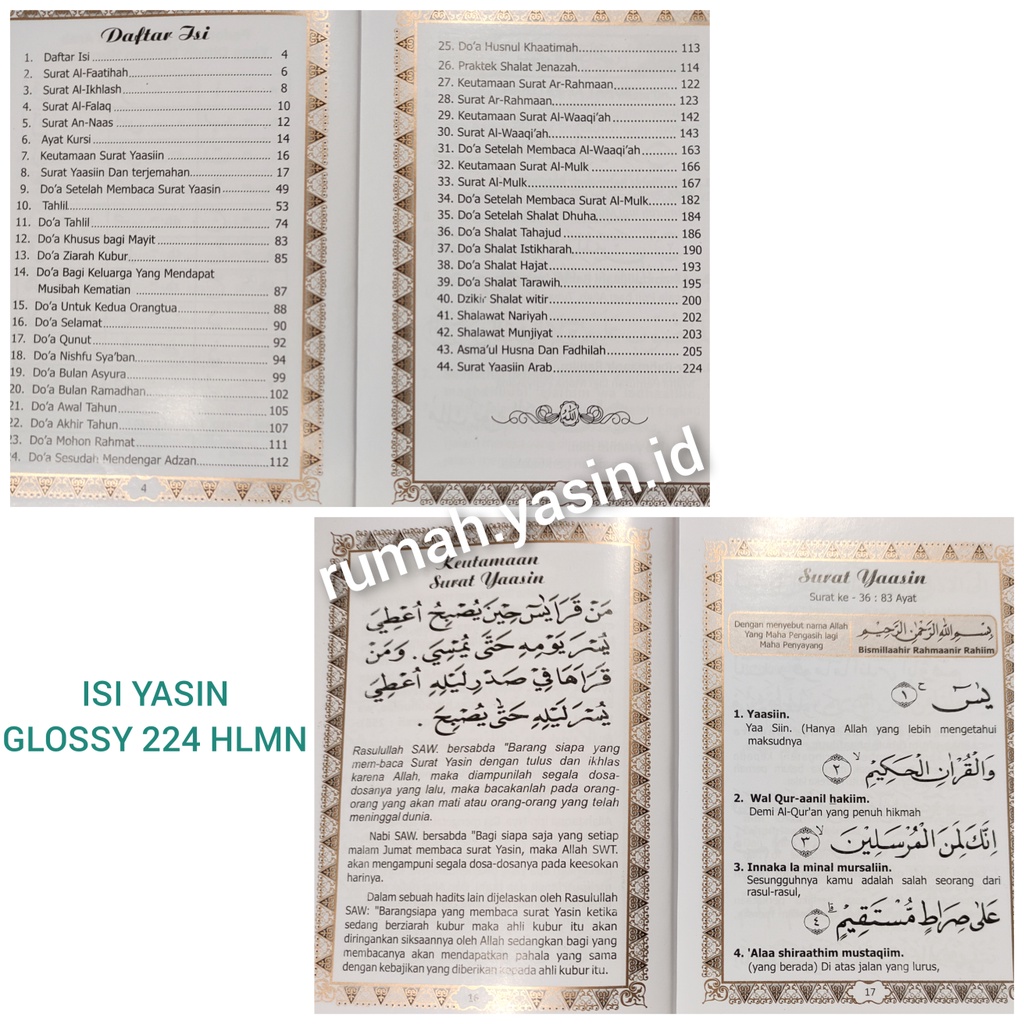 Daftar Isi
1. Daftar Isi ........ 4
2. Surat Al-Faatihah ........ 6
3. Surat Al-Ikhlash ........ 8
4. Surat Al-Falaq ........ 10
5. Surat An-Naas ........ 12
6. Ayat Kursi ........ 14
7. Keutamaan Surat Yaasiin ........ 16
8. Surat Yaasiin Dan terjemahan ........ 17
9. Do'a Setelah Membaca Surat Yaasin ........ 49
10. Tahlil ........ 53
11. Do'a Tahlil ........ 74
12. Do'a Khusus bagi Mayit ........ 83
13. Do'a Ziarah Kubur ........ 85
14. Do'a Bagi Keluarga Yang Mendapat
Musibah Kematian ........ 87
15. Do'a Untuk Kedua Orangtua ........ 88
16. Do'a Selamat ........ 90
17. Do'a Qunut ........ 92
18. Do'a Nishfu Sya'ban ........ 94
19. Do'a Bulan Asyura ........ 99
20. Do'a Bulan Ramadhan ........ 102
21. Do'a Awal Tahun ........ 105
22. Do'a Akhir Tahun ........ 107
23. Do'a Mohon Rahmat ........ 111
24. Do'a Sesudah Mendengar Adzan ........ 112
4
25. Do'a Husnul Khaatimah ........ 113
26. Praktek Shalat Jenazah ........ 114
27. Keutamaan Surat Ar-Rahmaan ........ 122
28. Surat Ar-Rahmaan ........ 123
29. Keutamaan Surat Al-Waaqi'ah ........ 142
30. Surat Al-Waaqi'ah ........ 143
31. Do'a Setelah Membaca Al-Waaqi'ah ........ 163
32. Keutamaan Surat Al-Mulk ........ 166
33. Surat Al-Mulk ........ 167
34. Do'a Setelah Membaca Surat Al-Mulk ........ 182
35. Do'a Setelah Shalat Dhuha ........ 184
36. Do'a Shalat Tahajud ........ 186
37. Do'a Shalat Istikharah ........ 190
38. Do'a Shalat Hajat ........ 193
39. Do'a Shalat Tarawih ........ 195
40. Dzikir Shalat witir ........ 200
41. Shalawat Nariyah ........ 202
42. Shalawat Munjiyat ........ 203
43. Asma'ul Husna Dan Fadhilah ........ 205
44. Surat Yaasiin Arab ........ 224
الله
rumah.yasin.id
ISI YASIN
GLOSSY 224 HLMN
Keutamaan
Surat Yaasin
مَنْ قَرَأَ يٰسٓ حِيْنَ يُصْبِحُ اُعْطِيَ
يُسْرَ يَوْمِهِ حَتّٰى يُمْسِيَ . وَمَنْ
قَرَاَهَا فِيْ صَدْرِ لَيْلِهِ اُعْطِيَ
يُسْرَ لَيْلِهِ حَتّٰى يُصْبِحَ .
Rasulullah SAW. bersabda "Barang siapa yang
mem-baca Surat Yasin dengan tulus dan ikhlas
karena Allah, maka diampunilah segala dosa-
dosanya yang lalu, maka bacakanlah pada orang-
orang yang akan mati atau orang-orang yang telah
meninggal dunia.
Nabi SAW. bersabda "Bagi siapa saja yang setiap
malam Jumat membaca surat Yasin, maka Allah SWT.
akan mengampuni segala dosa-dosanya pada keesokan
harinya.
Dalam sebuah hadits lain dijelaskan oleh Rasulullah
SAW: "Barangsiapa yang membaca surat Yasin ketika
sedang berziarah kubur maka ahli kubur itu akan
diringankan siksaannya oleh Allah sedangkan bagi yang
membacanya akan mendapatkan pahala yang sama
dengan kebajikan yang diberikan kepada ahli kubur itu.
16
Surat Yaasin
Surat ke - 36 : 83 Ayat
Dengan menyebut nama Allah
Yang Maha Pengasih lagi
Maha Penyayang
بِسْمِ اللهِ الرَّحْمٰنِ الرَّحِيْمِ
Bismillaahir Rahmaanir Rahiim
يٰسٓ ۚ ١
1. Yaasiin.
Yaa Siin. (Hanya Allah yang lebih mengetahui
maksudnya
وَالْقُرْاٰنِ الْحَكِيْمِ ۙ ٢
2. Wal Qur-aanil hakiim.
Demi Al-Qur'an yang penuh hikmah
اِنَّكَ لَمِنَ الْمُرْسَلِيْنَ ۙ ٣
3. Innaka la minal mursaliin.
Sesungguhnya kamu adalah salah seorang dari
rasul-rasul,
عَلٰى صِرَاطٍ مُّسْتَقِيْمٍ ۗ ٤
4. 'Alaa shiraathim mustaqiim.
(yang berada) Di atas jalan yang lurus,
17